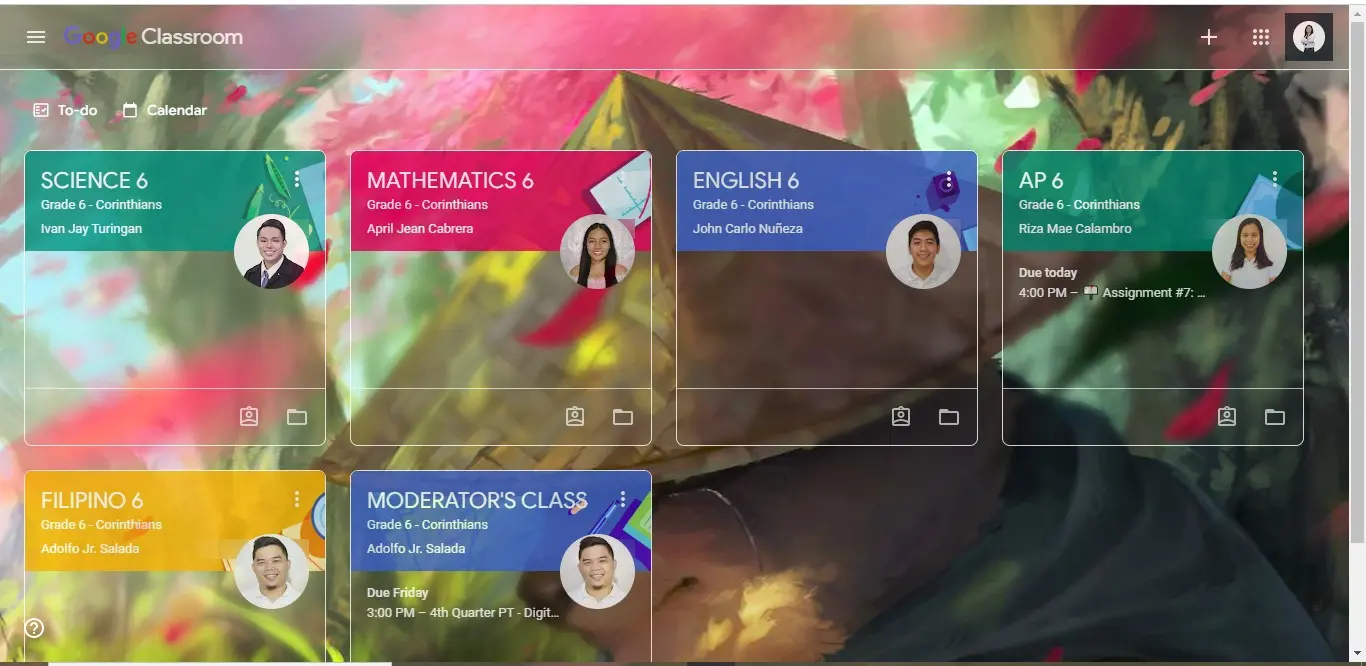 Google Classroom
To-do Calendar
SCIENCE 6
Grade 6 - Corinthians
Ivan Jay Turingan
MATHEMATICS 6
Grade 6 - Corinthians
April Jean Cabrera
ENGLISH 6
Grade 6 - Corinthians
John Carlo Nuñeza
AP 6
Grade 6 - Corinthians
Riza Mae Calambro
Due today
4:00 PM – Assignment #7: ...
FILIPINO 6
Grade 6 - Corinthians
Adolfo Jr. Salada
MODERATOR'S CLASS
Grade 6 - Corinthians
Adolfo Jr. Salada
Due Friday
3:00 PM – 4th Quarter PT - Digit...